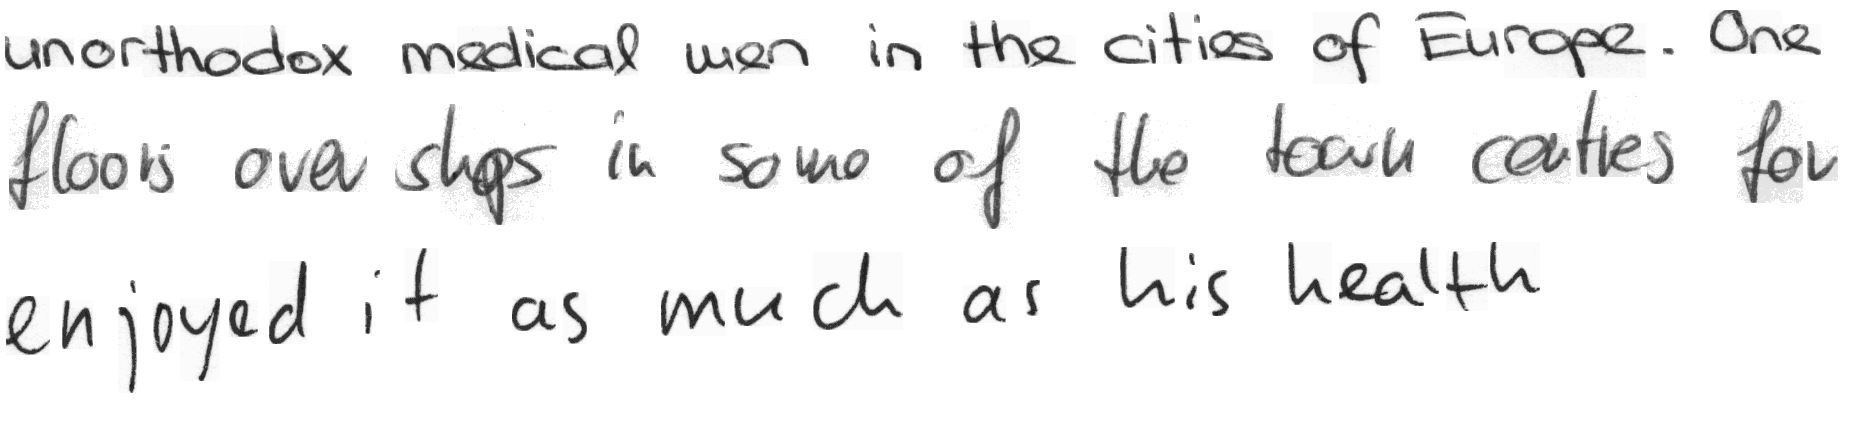 unorthodox medical men in the cities of Europe. One
floors over shops in some of the town centres for
enjoyed it as much as his health